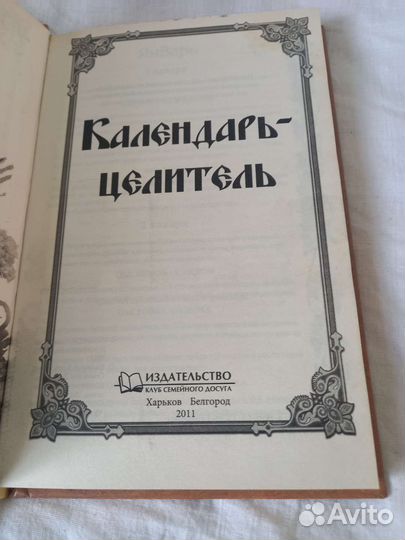 Календарь-
целитель
ИЗДАТЕЛЬСТВО
КЛУБ СЕМЕЙНОГО ДОСУГА
Харьков Белгород
2011
Avito